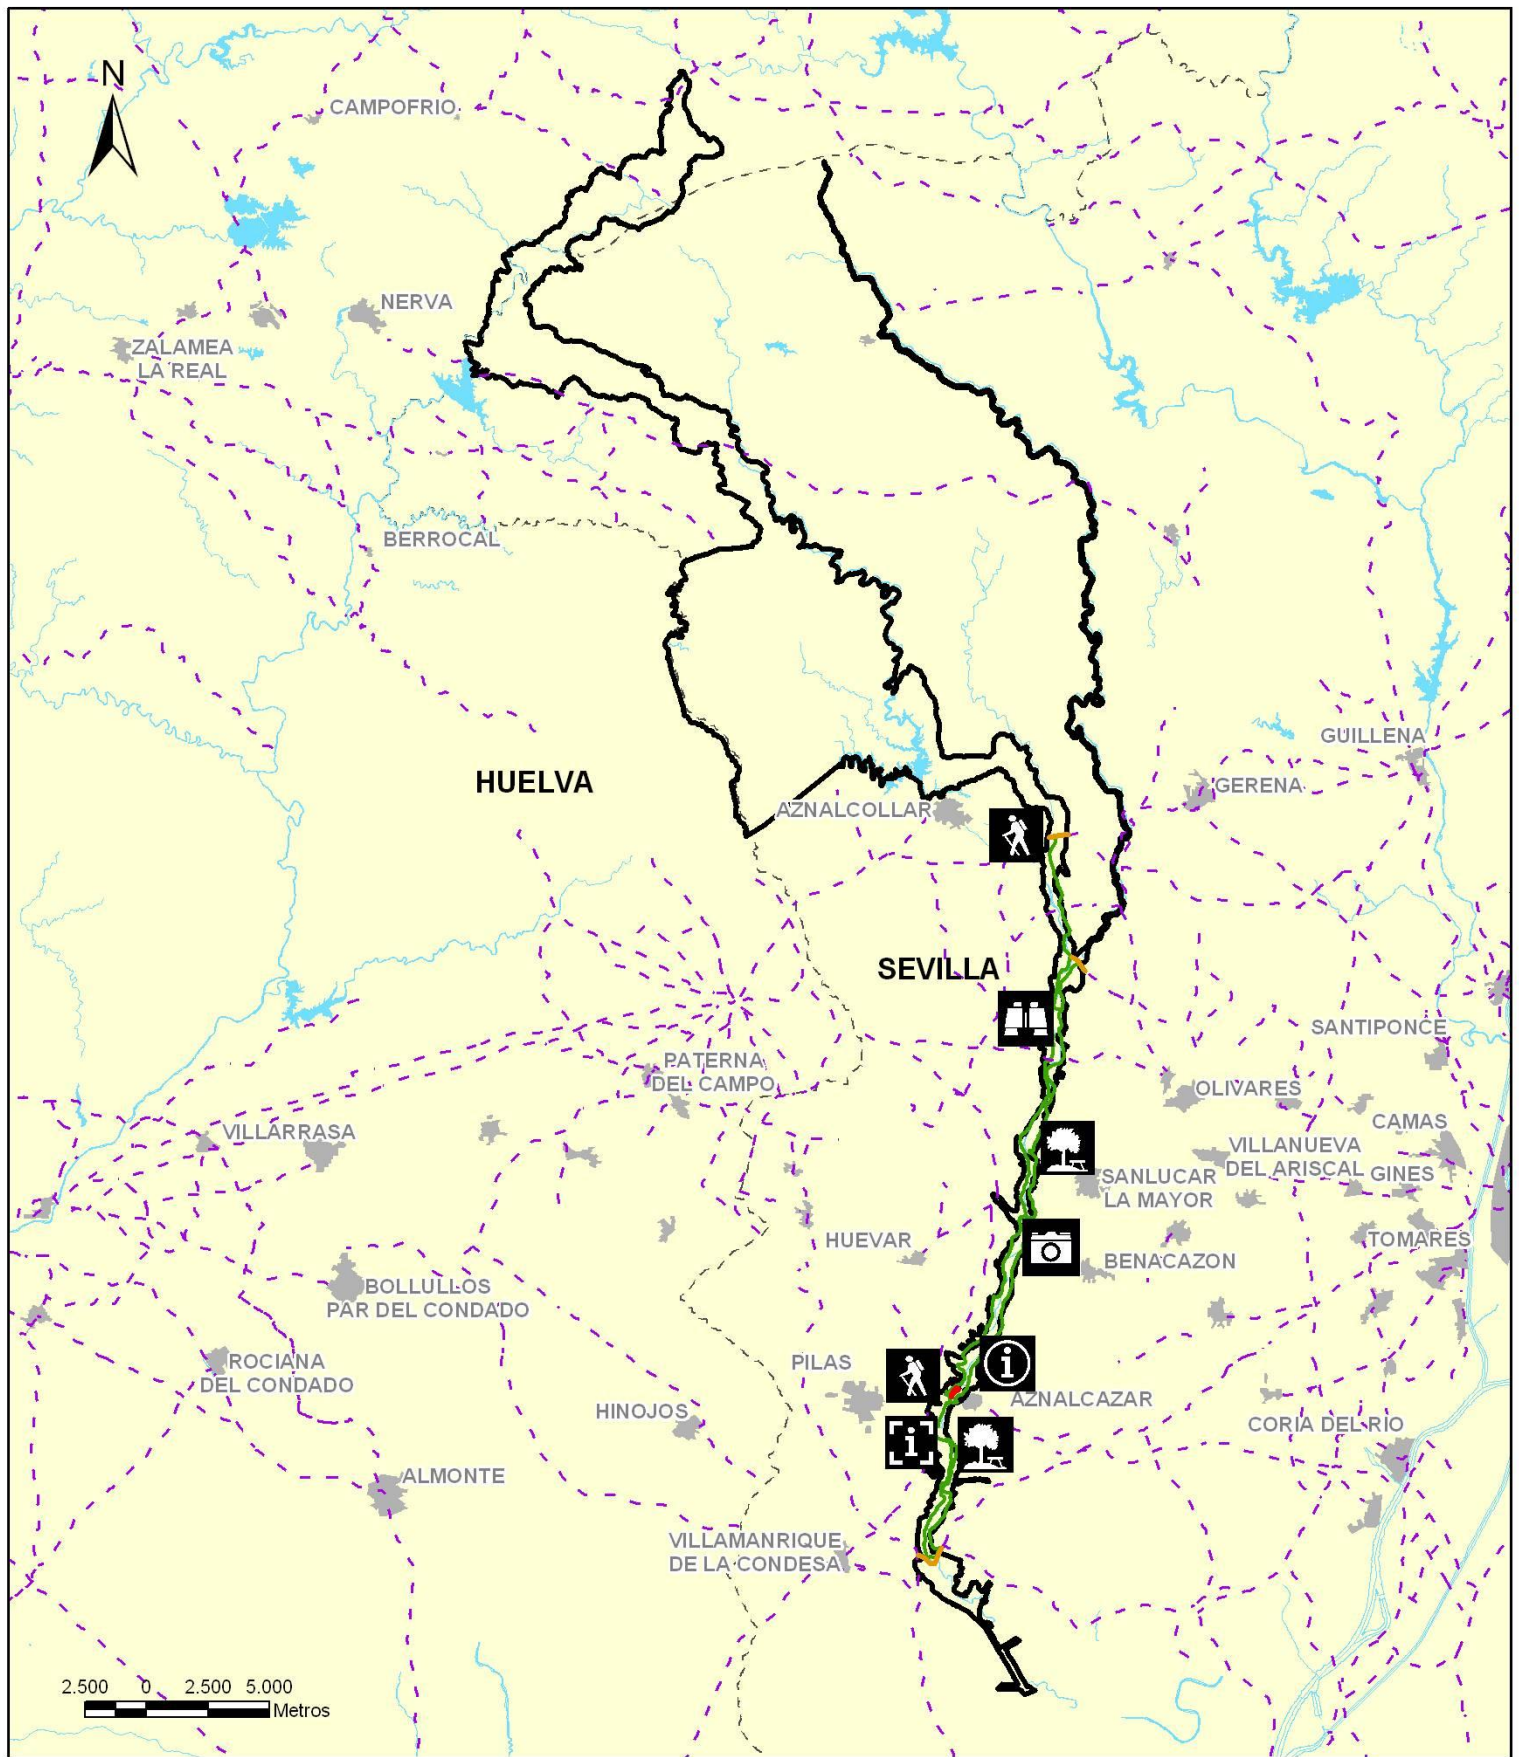 N
CAMPOFRIO
NERVA
ZALAMEA
LA REAL
BERROCAL
GUILLENA
HUELVA
GERENA
AZNALCOLLAR
SEVILLA
SANTIPONCE
PATERNA
DEL CAMPO
OLIVARES
CAMAS
VILLARRASA
VILLANUEVA
DEL ARISCAL
GINES
SANLUCAR
LA MAYOR
HUEVAR
TOMARES
BENACAZON
BOLLULLOS
PAR DEL CONDADO
i
PILAS
ROCIANA
DEL CONDADO
AZNALCAZAR
HINOJOS
CORIA DEL RIO
i
ALMONTE
VILLAMANRIQUE
DE LA CONDESA
2.500 0 2.500 5.000
Metros